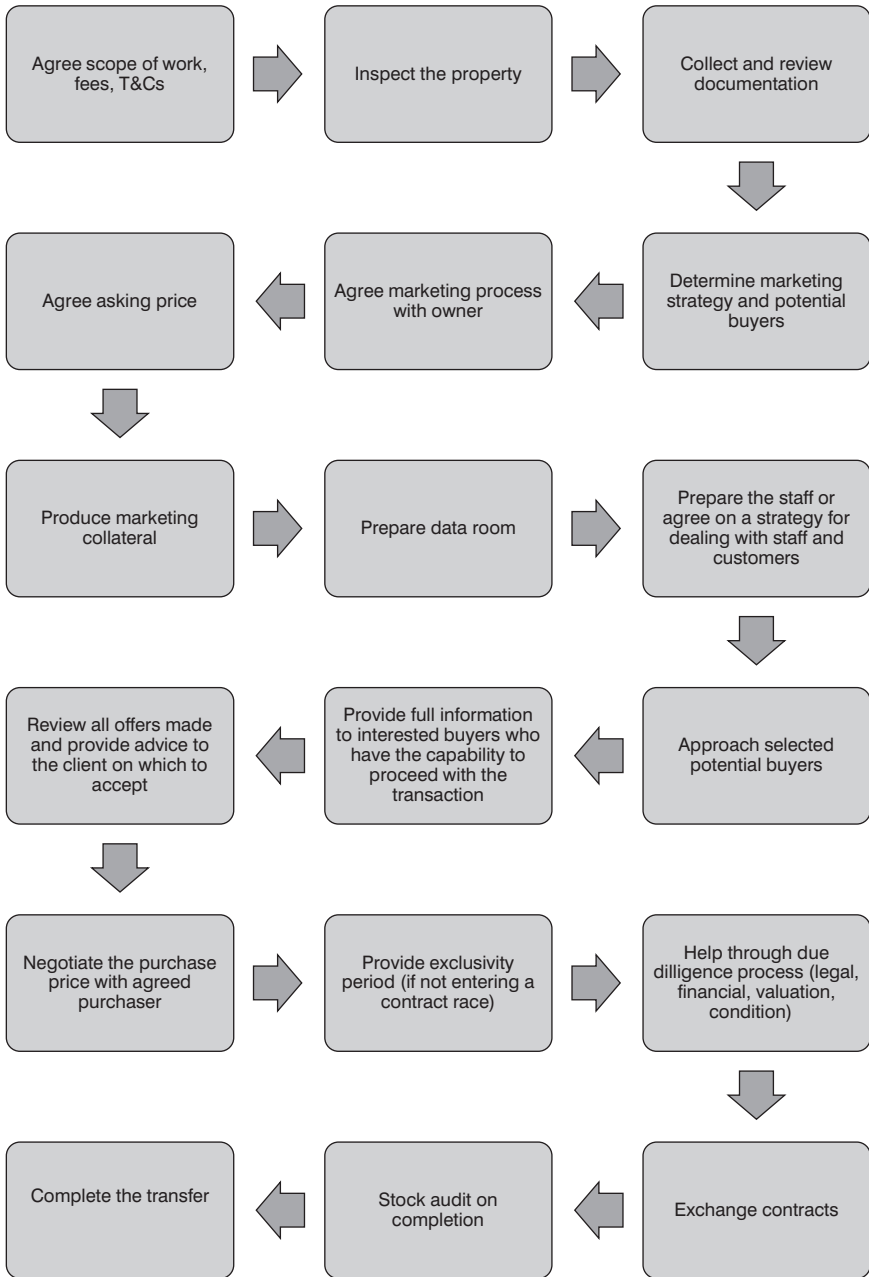 Agree scope of work,
fees, T&Cs
Inspect the property
Collect and review
documentation
Determine marketing
strategy and potential
buyers
Agree marketing process
with owner
Agree asking price
Produce marketing
collateral
Prepare data room
Prepare the staff or
agree on a strategy for
dealing with staff and
customers
Approach selected
potential buyers
Provide full information
to interested buyers who
have the capability to
proceed with the
transaction
Review all offers made
and provide advice to
the client on which to
accept
Negotiate the purchase
price with agreed
purchaser
Provide exclusivity
period (if not entering a
contract race)
Help through due
dilligence process (legal,
financial, valuation,
condition)
Exchange contracts
Stock audit on
completion
Complete the transfer